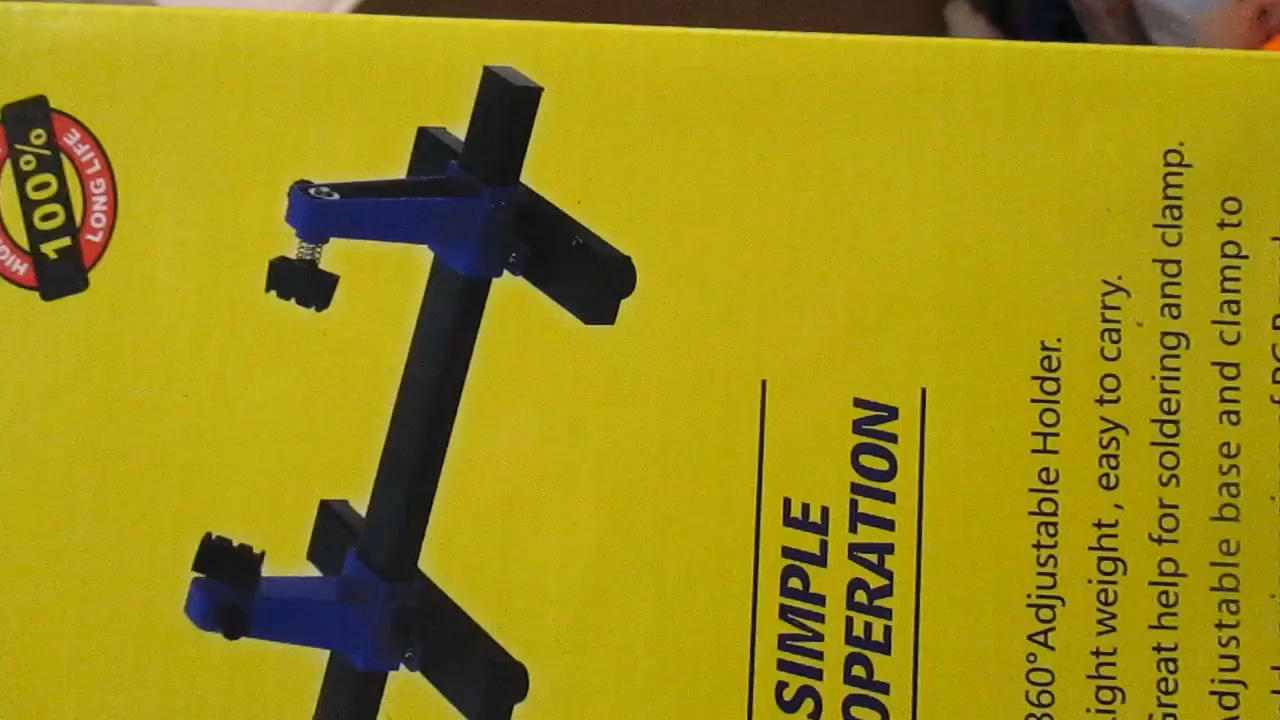 100%
LONG LIFE
SIMPLE
OPERATION
360°Adjustable Holder.
Light weight, easy to carry.
Great help for soldering and clamp.
Adjustable base and clamp to